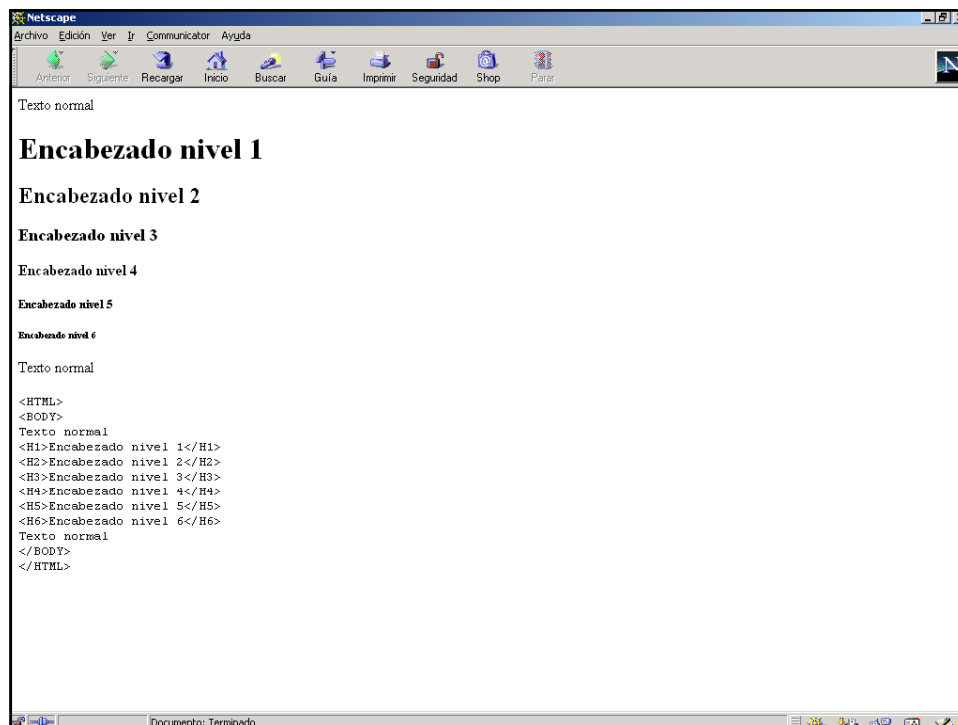 Netscape
Archivo Edición Ver Ir Communicator Ayuda
Anterior Siguiente Recargar Inicio Buscar Guía Imprimir Seguridad Shop Parar
N
Texto normal
Encabezado nivel 1
Encabezado nivel 2
Encabezado nivel 3
Encabezado nivel 4
Encabezado nivel 5
Encabezado nivel 6
Texto normal
<HTML>
<BODY>
Texto normal
<H1>Encabezado nivel 1</H1>
<H2>Encabezado nivel 2</H2>
<H3>Encabezado nivel 3</H3>
<H4>Encabezado nivel 4</H4>
<H5>Encabezado nivel 5</H5>
<H6>Encabezado nivel 6</H6>
Texto normal
</BODY>
</HTML>
Documento: Terminado